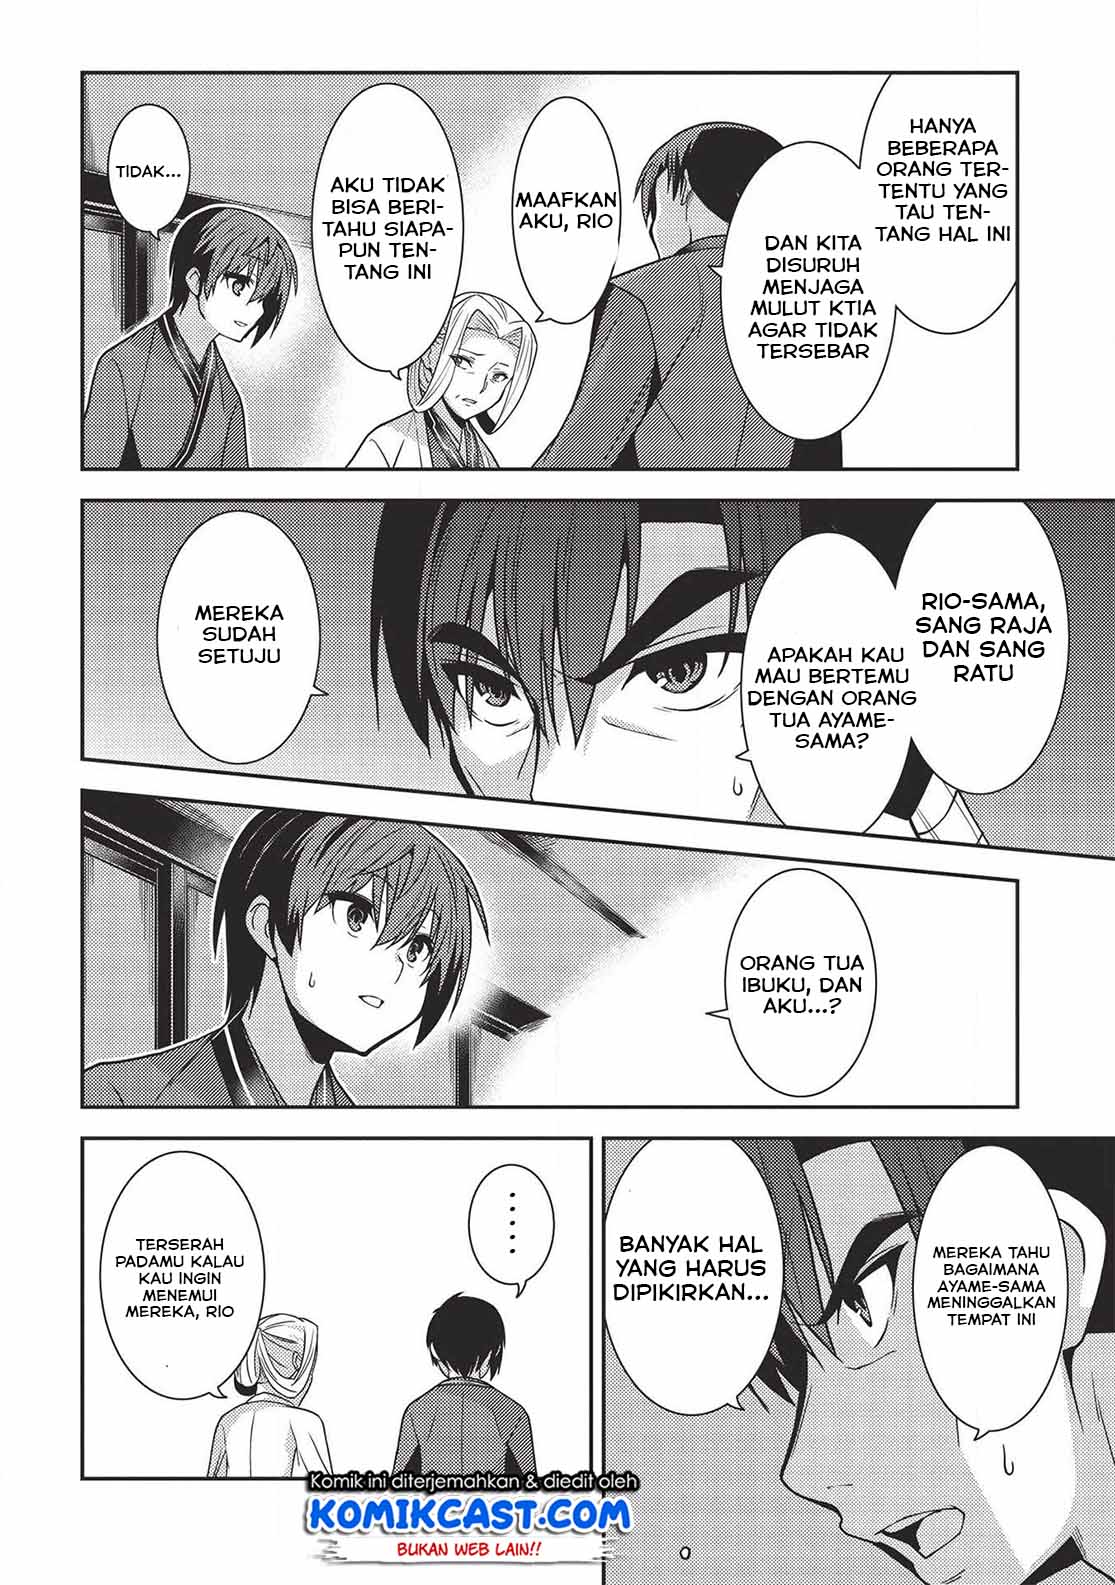 HANYA
BEBERAPA
ORANG TER-
TENTU YANG
TAU TEN-
TANG HAL INI
DAN KITA
DISURUH
MENJAGA
MULUT KTIA
AGAR TIDAK
TERSEBAR
MAAFKAN
AKU, RIO
AKU TIDAK
BISA BERI-
TAHU SIAPA-
PUN TEN-
TANG INI
TIDAK...
RIO-SAMA,
SANG RAJA
DAN SANG
RATU
APAKAH KAU
MAU BERTEMU
DENGAN ORANG
TUA AYAME-
SAMA?
MEREKA
SUDAH
SETUJU
ORANG TUA
IBUKU, DAN
AKU...?
MEREKA TAHU
BAGAIMANA
AYAME-SAMA
MENINGGALKAN
TEMPAT INI
BANYAK HAL
YANG HARUS
DIPIKIRKAN...
......
TERSERAH
PADAMU KALAU
KAU INGIN
MENEMUI
MEREKA, RIO
Komik ini diterjemahkan & diedit oleh
KOMIKCAST.COM
BUKAN WEB LAIN!!